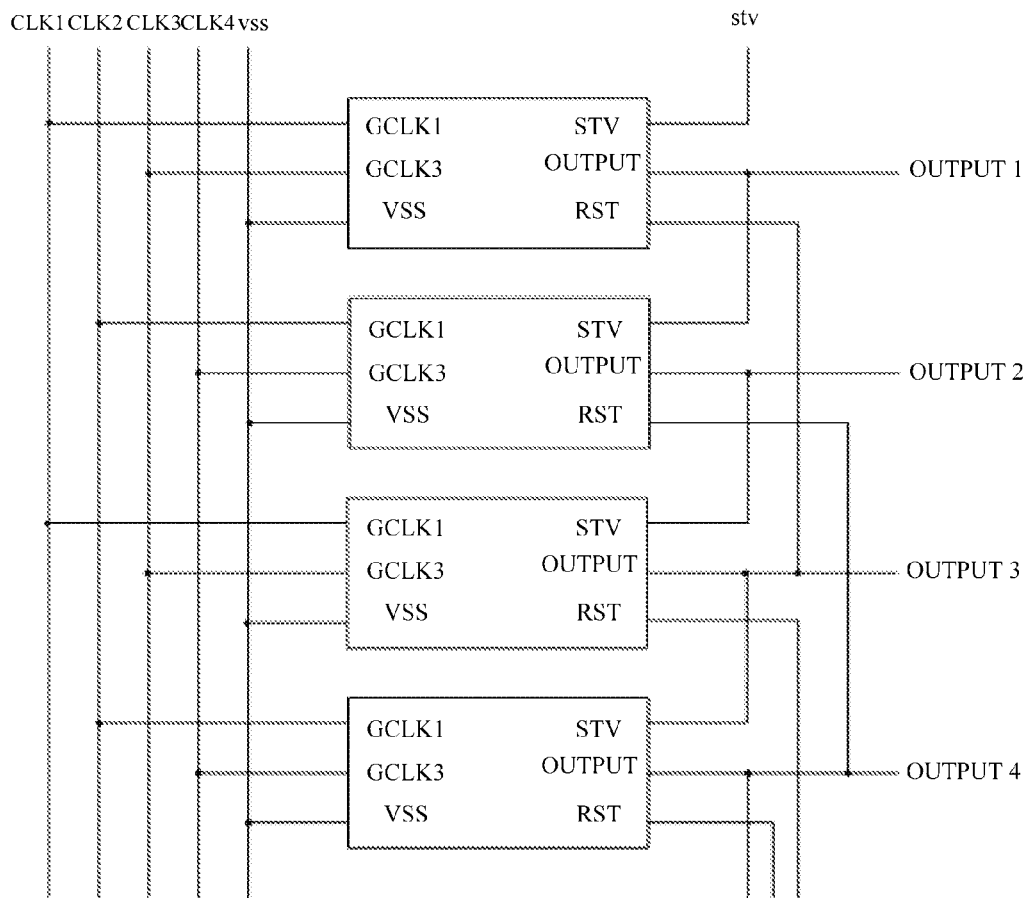 CLK1 CLK2 CLK3 CLK4 vss stv
GCLK1 STV
GCLK3 OUTPUT OUTPUT 1
VSS RST
GCLK1 STV
GCLK3 OUTPUT OUTPUT 2
VSS RST
GCLK1 STV
GCLK3 OUTPUT OUTPUT 3
VSS RST
GCLK1 STV
GCLK3 OUTPUT OUTPUT 4
VSS RST